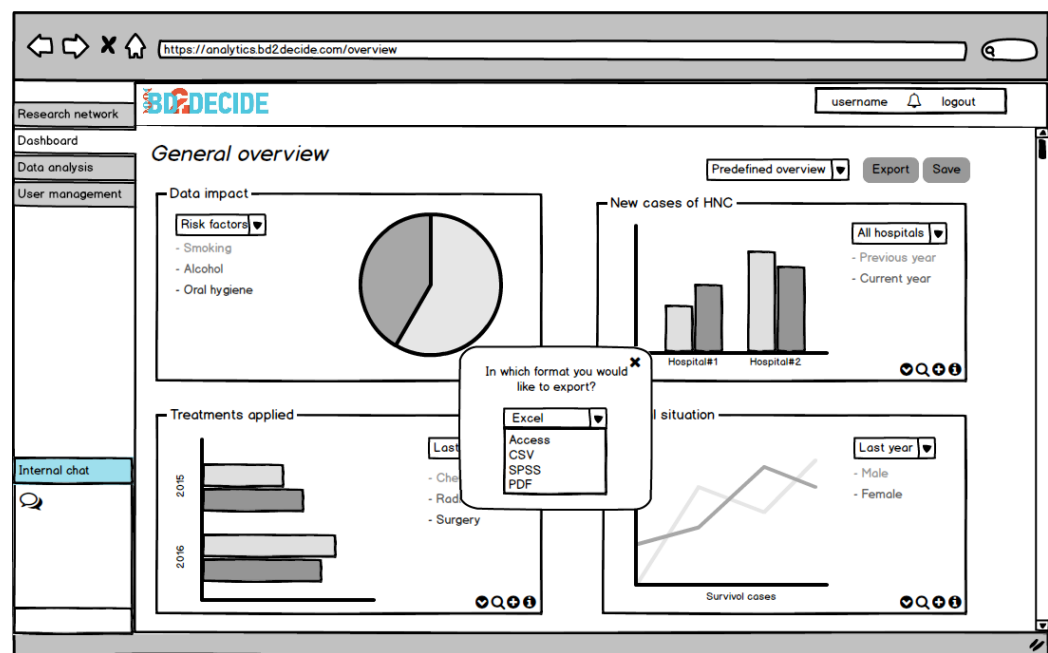 https://analytics.bd2decide.com/overview
BD2DECIDE
username
logout
Research network
Dashboard
Data analysis
User management
General overview
Predefined overview
Export
Save
Data impact
Risk factors
- Smoking
- Alcohol
- Oral hygiene
New cases of HNC
All hospitals
- Previous year
- Current year
Hospital#1
Hospital#2
In which format you would
like to export?
Excel
Access
CSV
SPSS
PDF
Treatments applied
Last
- Che
- Rad
- Surgery
2015
2016
l situation
Last year
- Male
- Female
Survivol cases
Internal chat